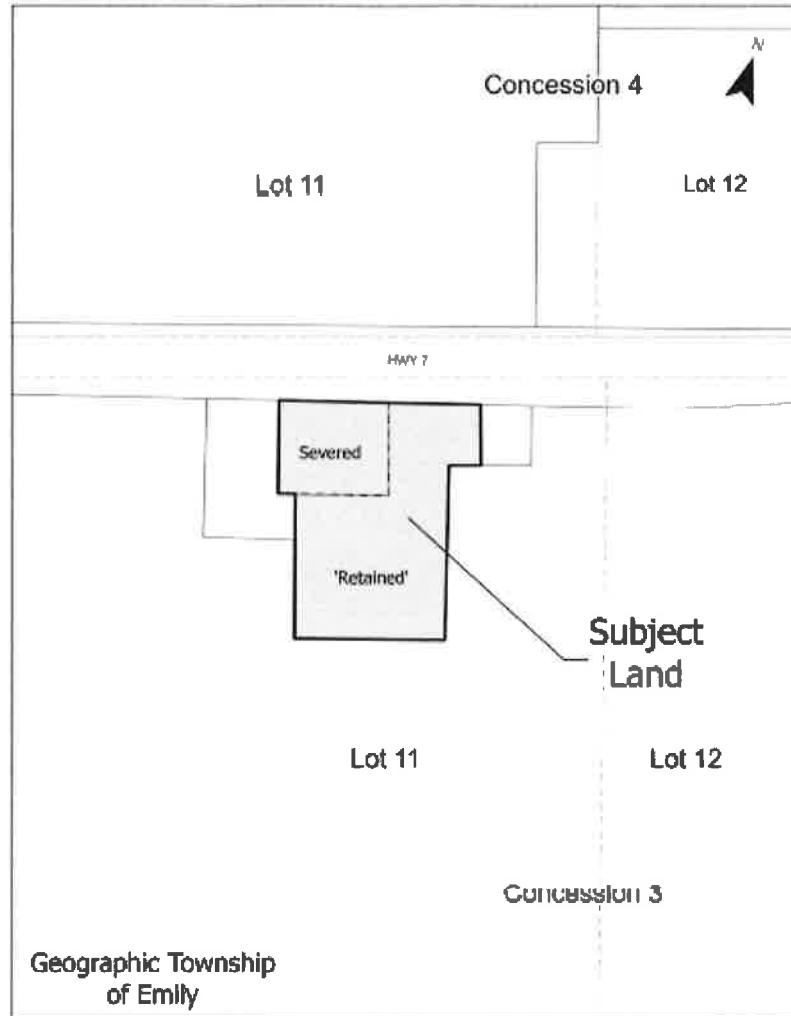 N
Concession 4
Lot 11
Lot 12
HWY 7
Severed
'Retained'
Subject
Land
Lot 11
Lot 12
Concession 3
Geographic Township
of Emily